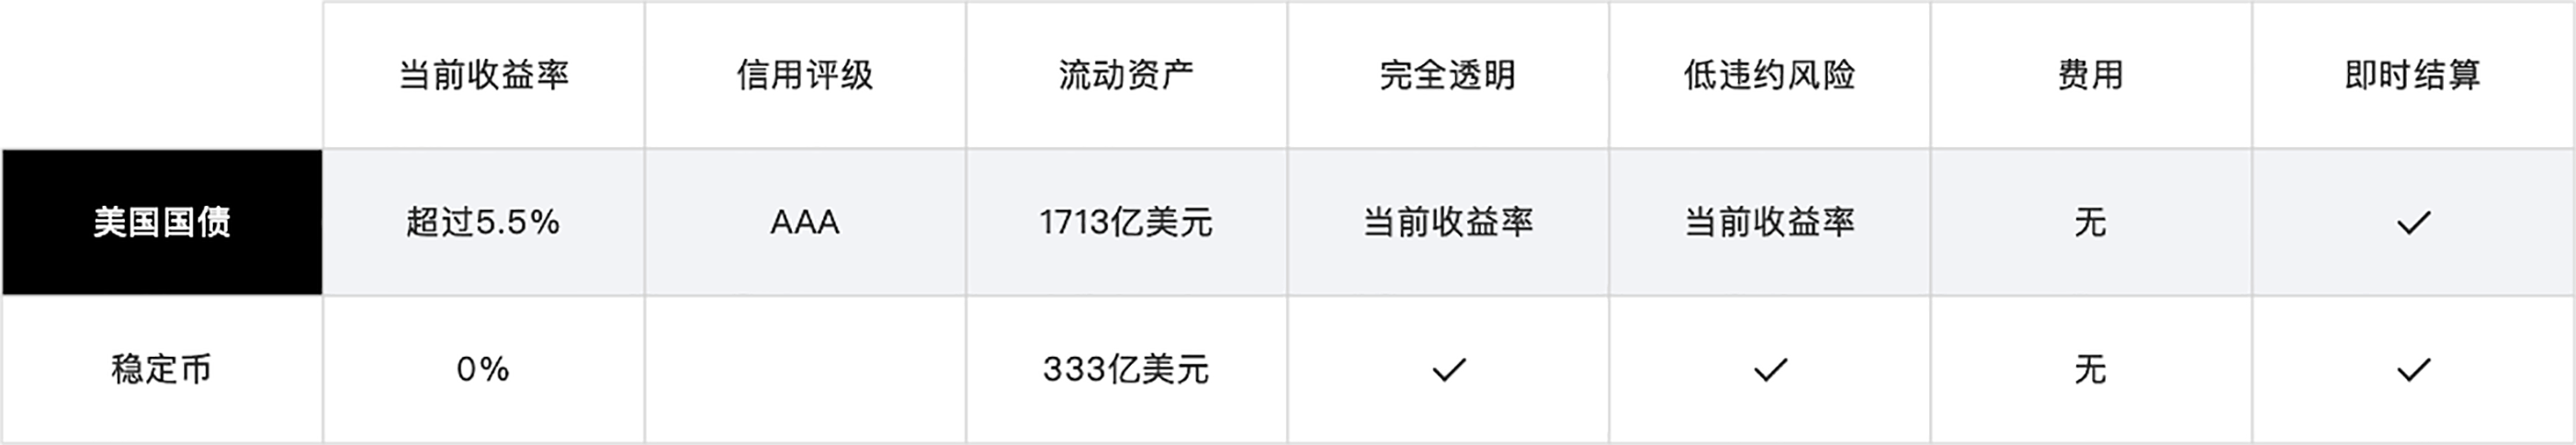 当前收益率 信用评级 流动资产 完全透明 低违约风险 费用 即时结算
美国国债 超过5.5% AAA 1713亿美元 当前收益率 当前收益率 无 ✓
稳定币 0% 333亿美元 ✓ ✓ 无 ✓